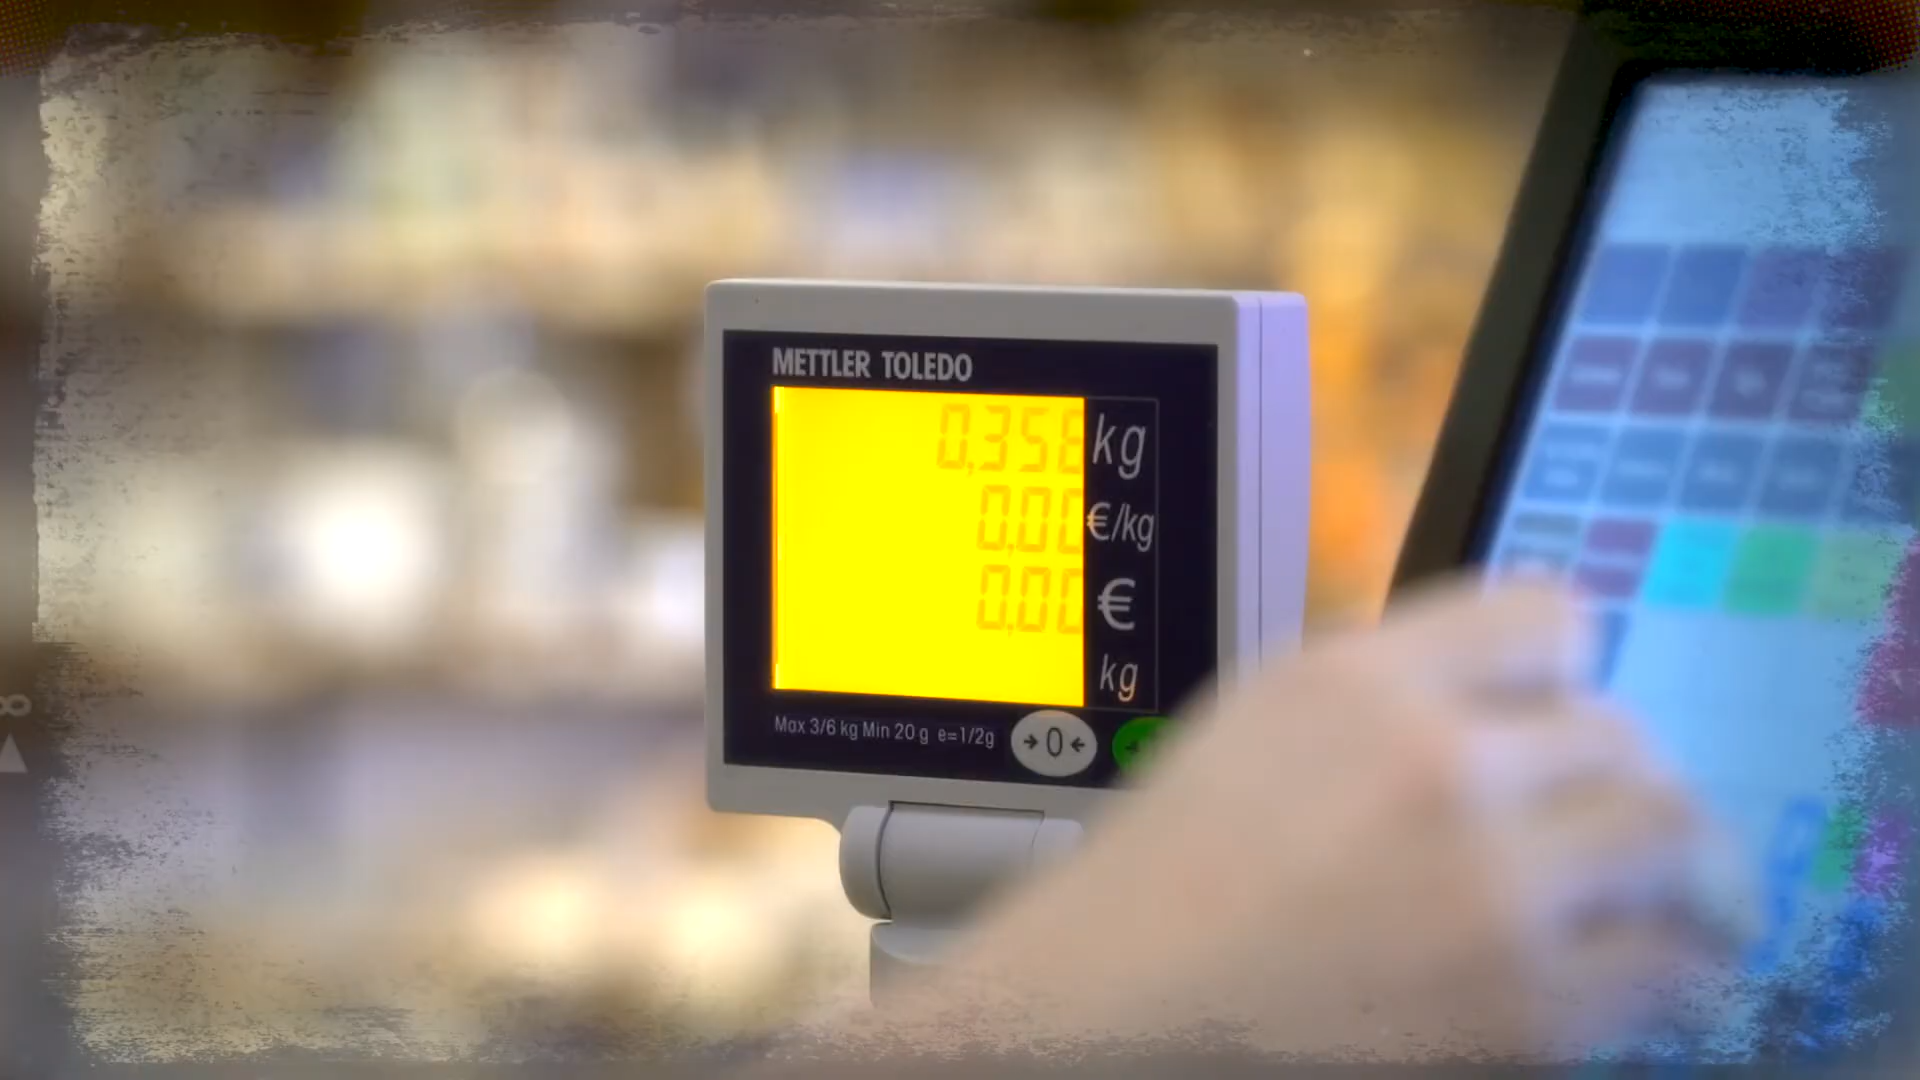 METTLER TOLEDO
0,358 kg
0,00 €/kg
0,00 €
kg
Max 3/6 kg Min 20 g e=1/2g
→0←